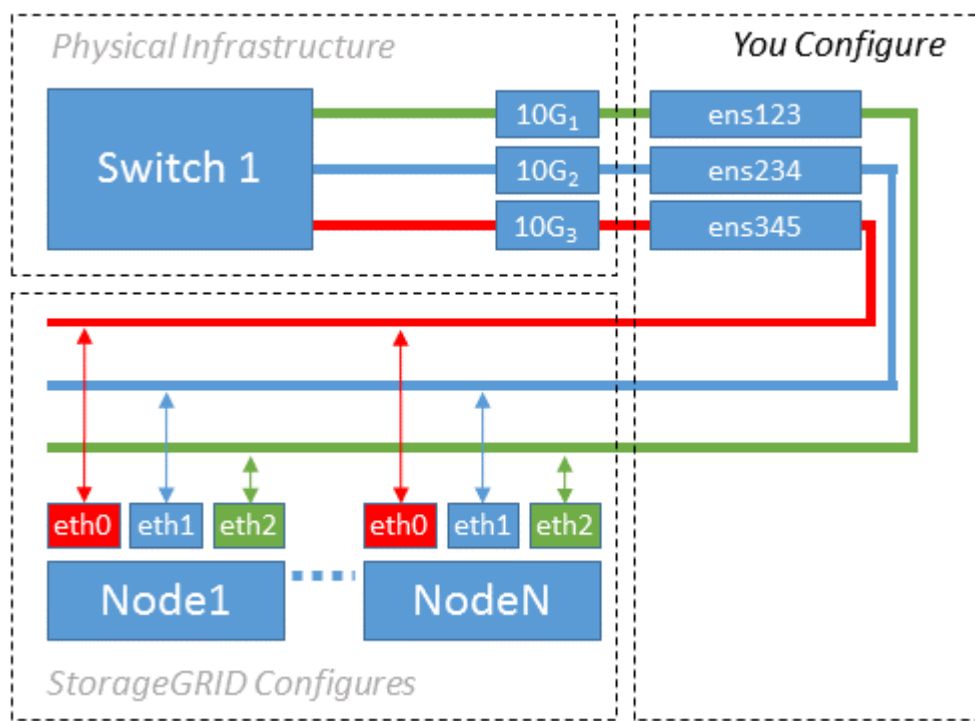 Physical Infrastructure
You Configure
Switch 1
10G₁
ens123
10G₂
ens234
10G₃
ens345
eth0
eth1
eth2
eth0
eth1
eth2
Node1
NodeN
StorageGRID Configures